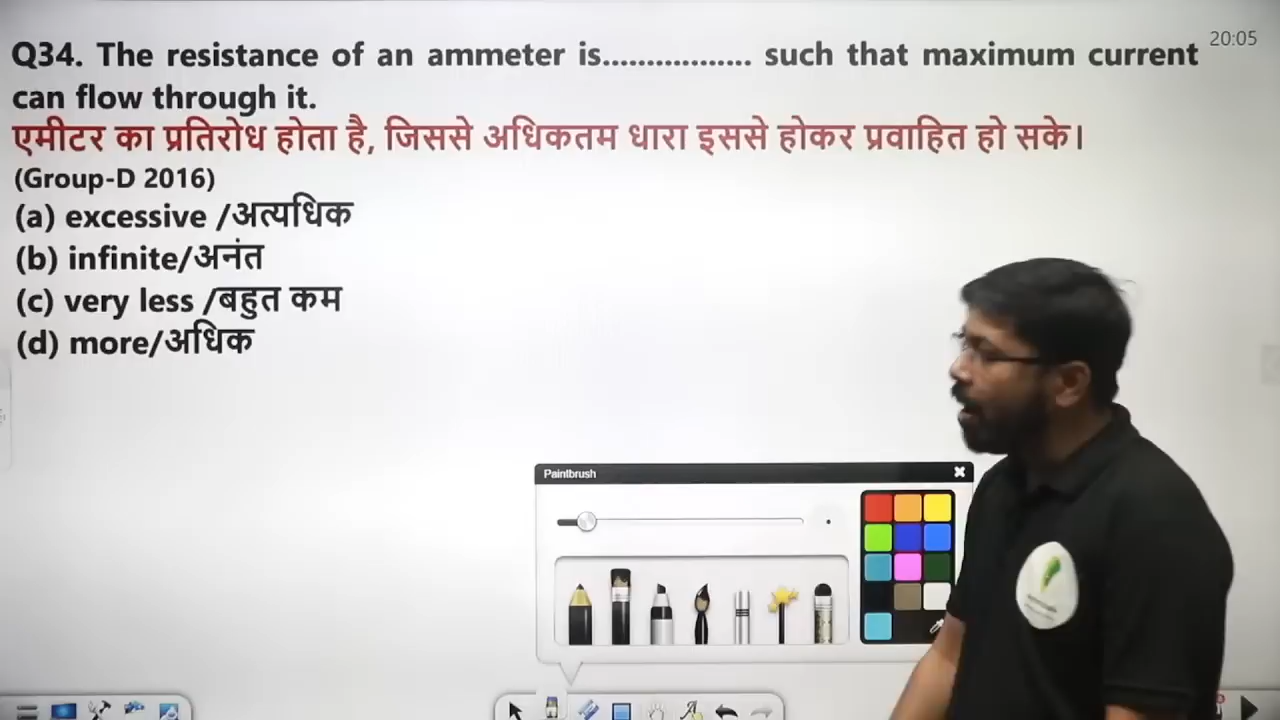 20:05
Q34. The resistance of an ammeter is................. such that maximum current
can flow through it.
एमीटर का प्रतिरोध होता है, जिससे अधिकतम धारा इससे होकर प्रवाहित हो सके।
(Group-D 2016)
(a) excessive /अत्यधिक
(b) infinite/अनंत
(c) very less /बहुत कम
(d) more/अधिक
Paintbrush